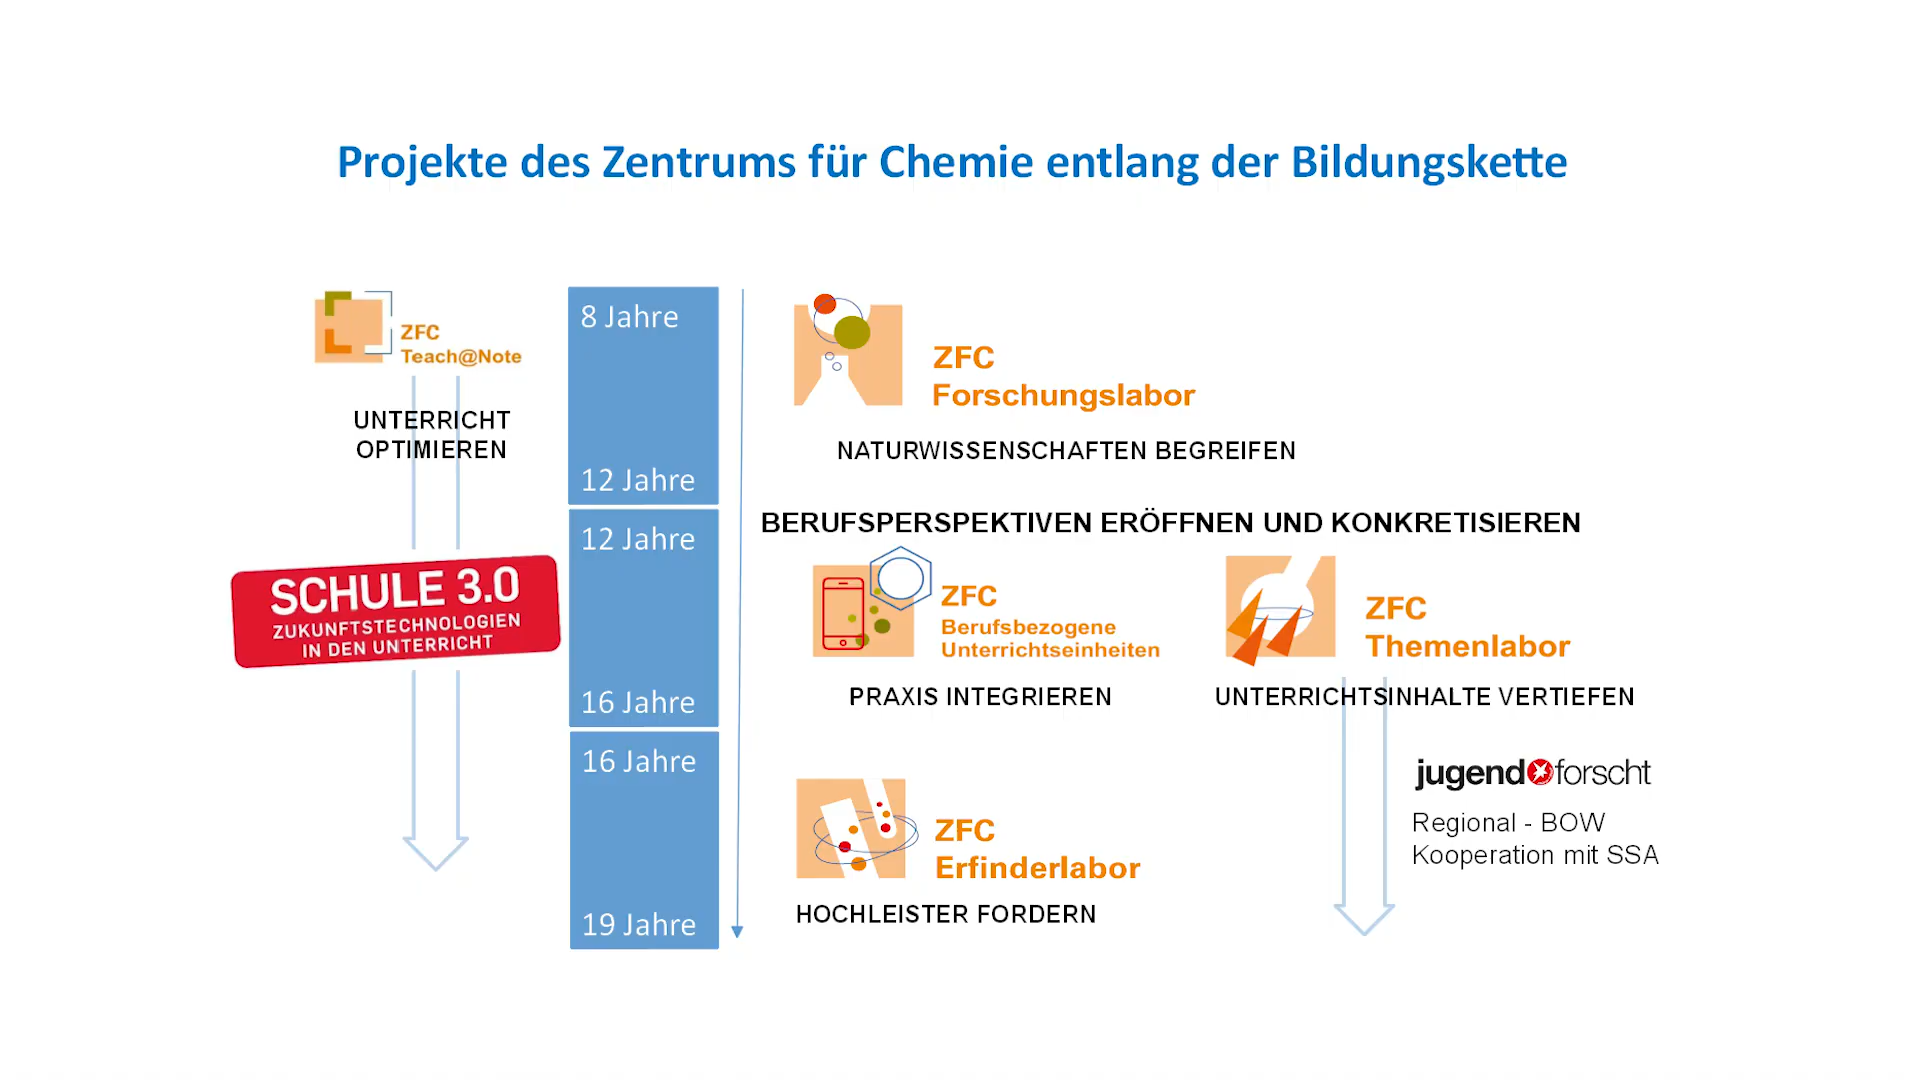 Projekte des Zentrums für Chemie entlang der Bildungskette
ZFC
Teach@Note
UNTERRICHT
OPTIMIEREN
SCHULE 3.0
ZUKUNFTSTECHNOLOGIEN
IN DEN UNTERRICHT
8 Jahre
12 Jahre
12 Jahre
16 Jahre
16 Jahre
19 Jahre
ZFC
Forschungslabor
NATURWISSENSCHAFTEN BEGREIFEN
BERUFSPERSPEKTIVEN ERÖFFNEN UND KONKRETISIEREN
ZFC
Berufsbezogene
Unterrichtseinheiten
PRAXIS INTEGRIEREN
ZFC
Themenlabor
UNTERRICHTSINHALTE VERTIEFEN
jugend forscht
Regional - BOW
Kooperation mit SSA
ZFC
Erfinderlabor
HOCHLEISTER FORDERN